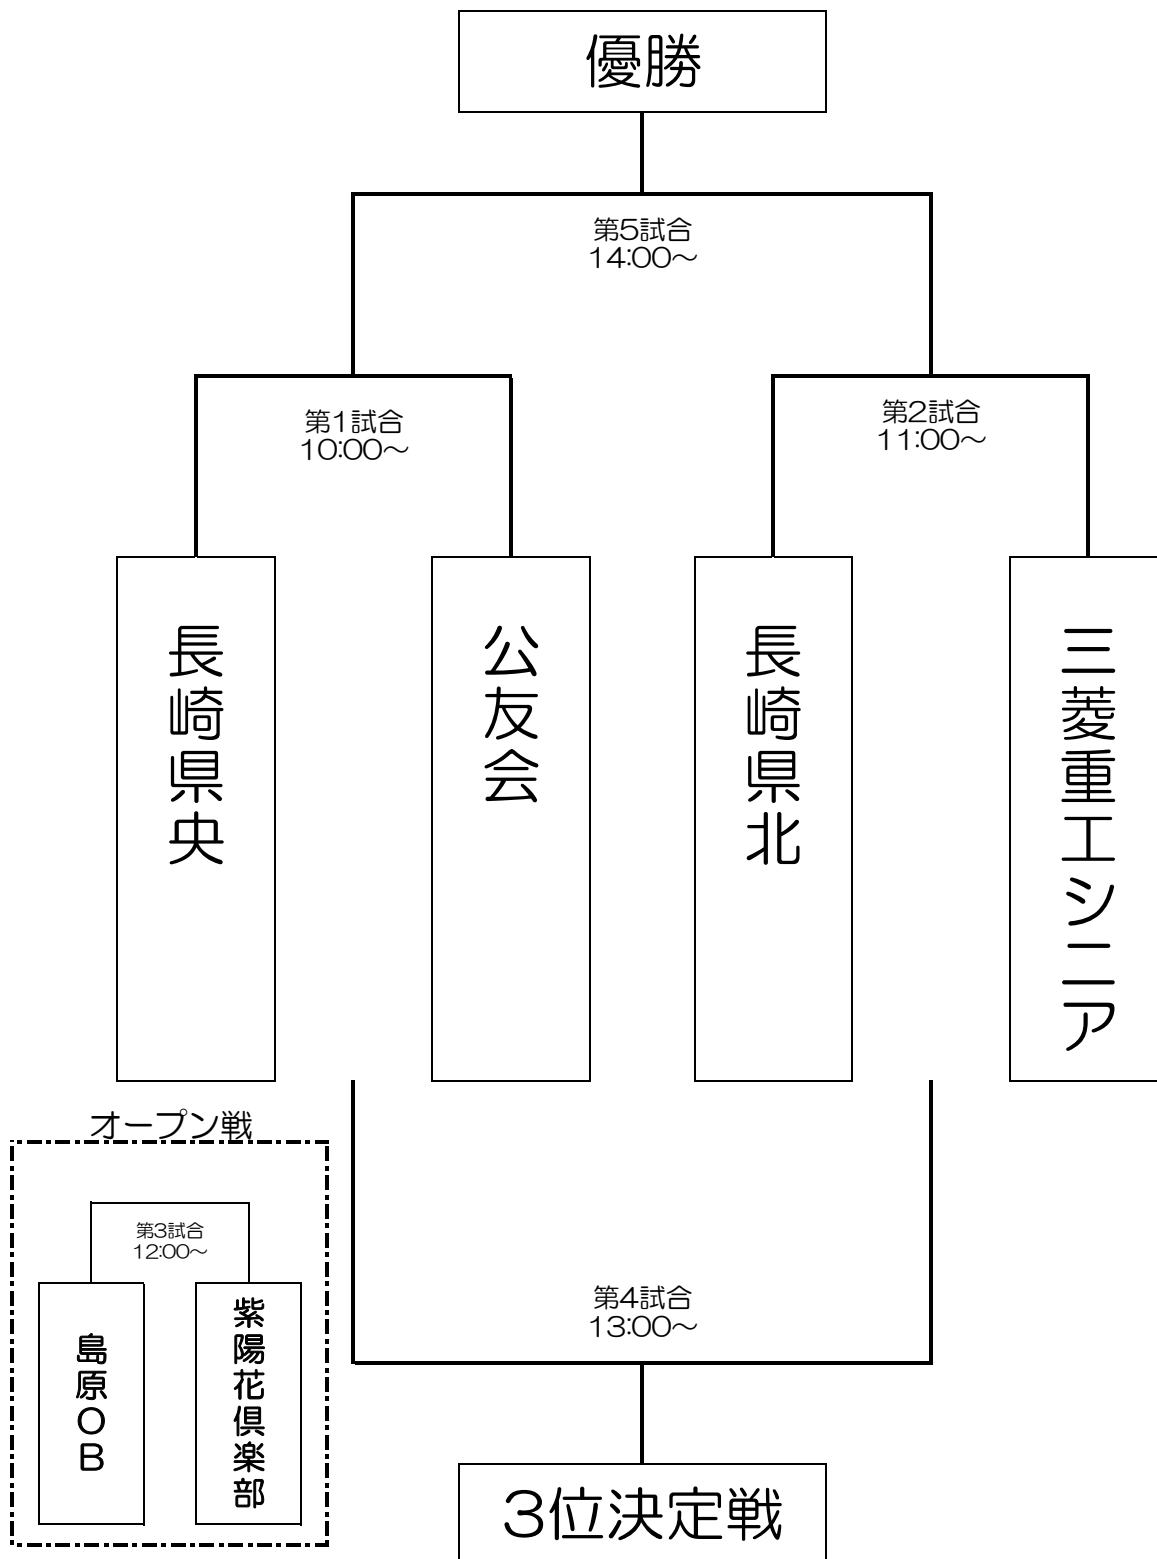 優勝
第5試合
14:00～
第1試合
10:00～
第2試合
11:00～
長崎県央
公友会
長崎県北
三菱重工シニア
オープン戦
第3試合
12:00～
島原OB
紫陽花倶楽部
第4試合
13:00～
3位決定戦